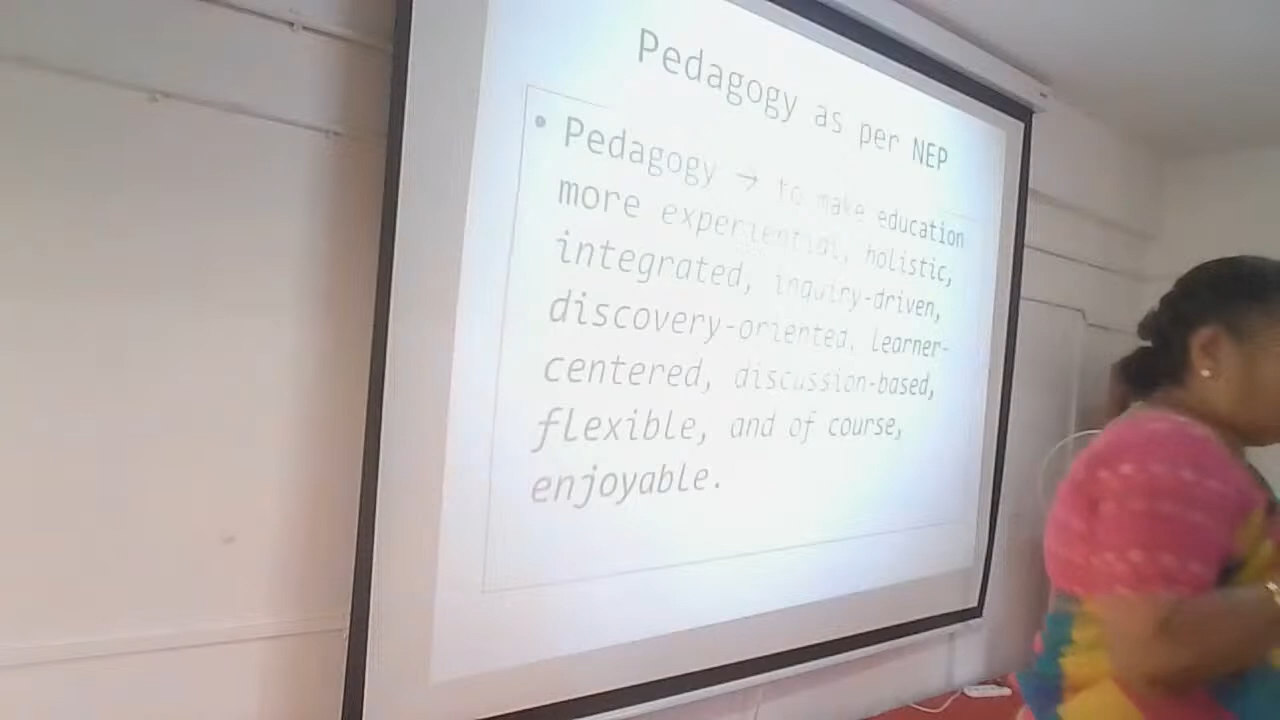 Pedagogy as per NEP
• Pedagogy → to make education
more experiential, holistic,
integrated, inquiry-driven,
discovery-oriented, learner-
centered, discussion-based,
flexible, and of course,
enjoyable.